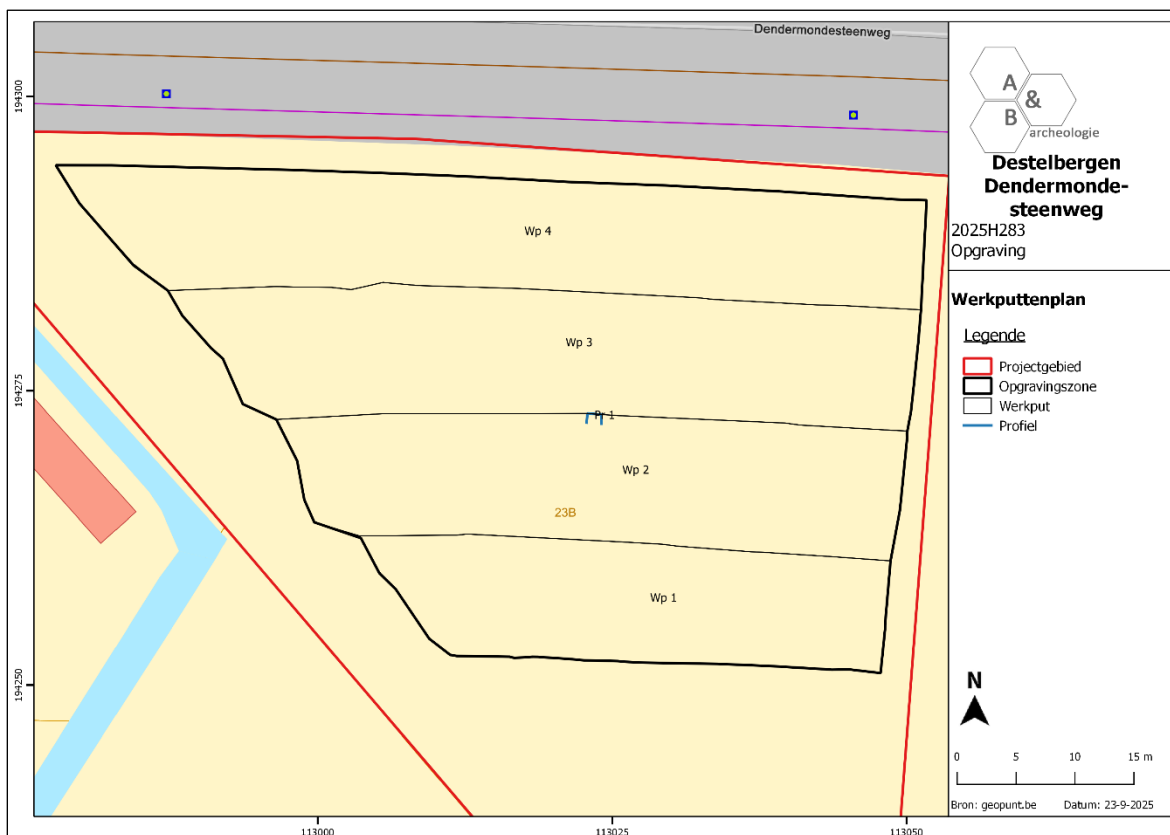 Dendermondesteenweg
194300
194275
194250
Wp 4
Wp 3
Pr 1
Wp 2
23B
Wp 1
113000
113025
113050
A
&
B
archeologie
Destelbergen
Dendermonde-
steenweg
2025H283
Opgraving
Werkputtenplan
Legende
Projectgebied
Opgravingszone
Werkput
Profiel
N
0 5 10 15 m
Bron: geopunt.be Datum: 23-9-2025